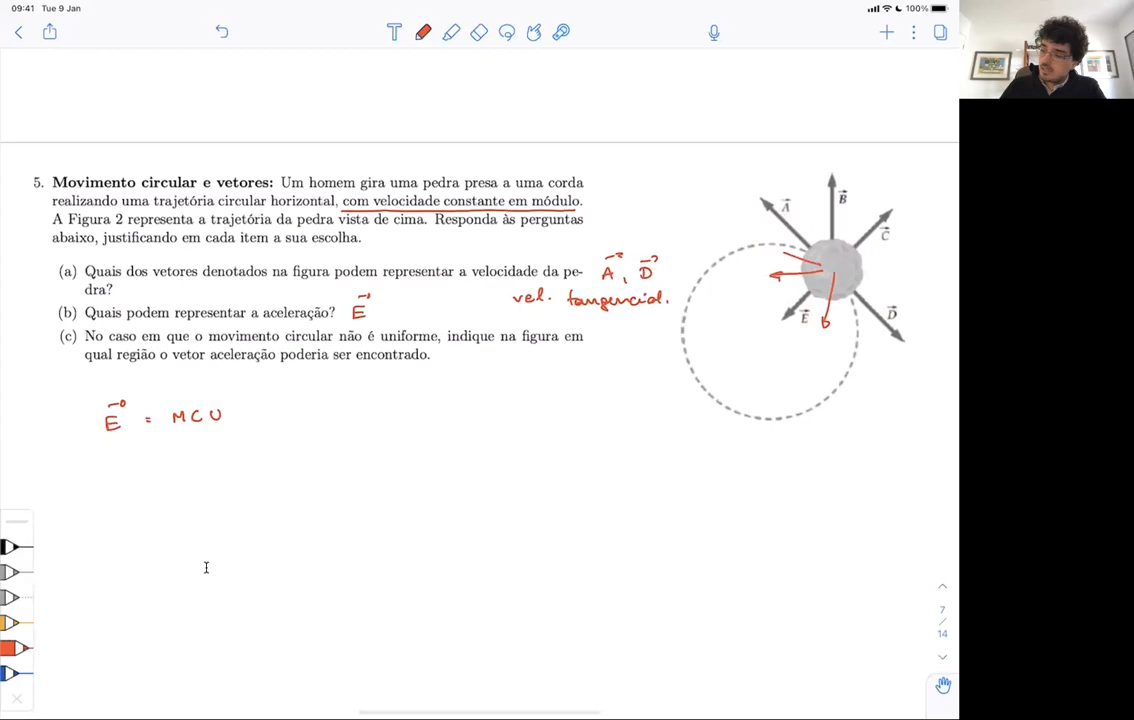 09:41 Tue 9 Jan
100%
5. Movimento circular e vetores: Um homem gira uma pedra presa a uma corda
realizando uma trajetória circular horizontal, com velocidade constante em módulo.
A Figura 2 representa a trajetória da pedra vista de cima. Responda às perguntas
abaixo, justificando em cada item a sua escolha.
(a) Quais dos vetores denotados na figura podem representar a velocidade da pe-
dra?
A, D
vel. tangencial.
(b) Quais podem representar a aceleração? E
(c) No caso em que o movimento circular não é uniforme, indique na figura em
qual região o vetor aceleração poderia ser encontrado.
E = MCU
A
B
C
D
E
7
/
14